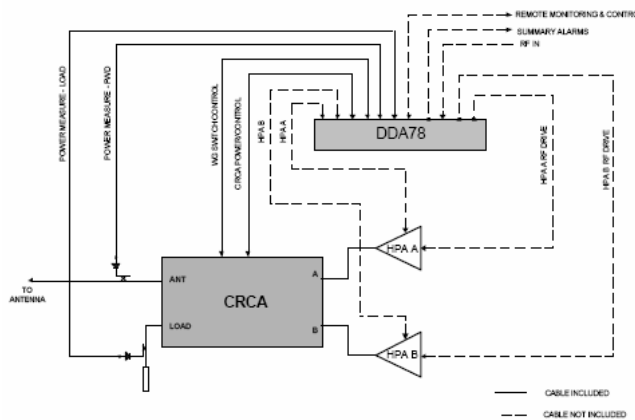 REMOTE MONITORING & CONTROL
SUMMARY ALARMS
RF IN
POWER MEASURE - LOAD
POWER MEASURE - FWD
WG SWITCH CONTROL
CRCA POWER/CONTROL
HPA B
HPA A
DDA78
HPA A RF DRIVE
HPA B RF DRIVE
HPA A
TO
ANTENNA
ANT
A
CRCA
LOAD
B
HPA B
CABLE INCLUDED
CABLE NOT INCLUDED